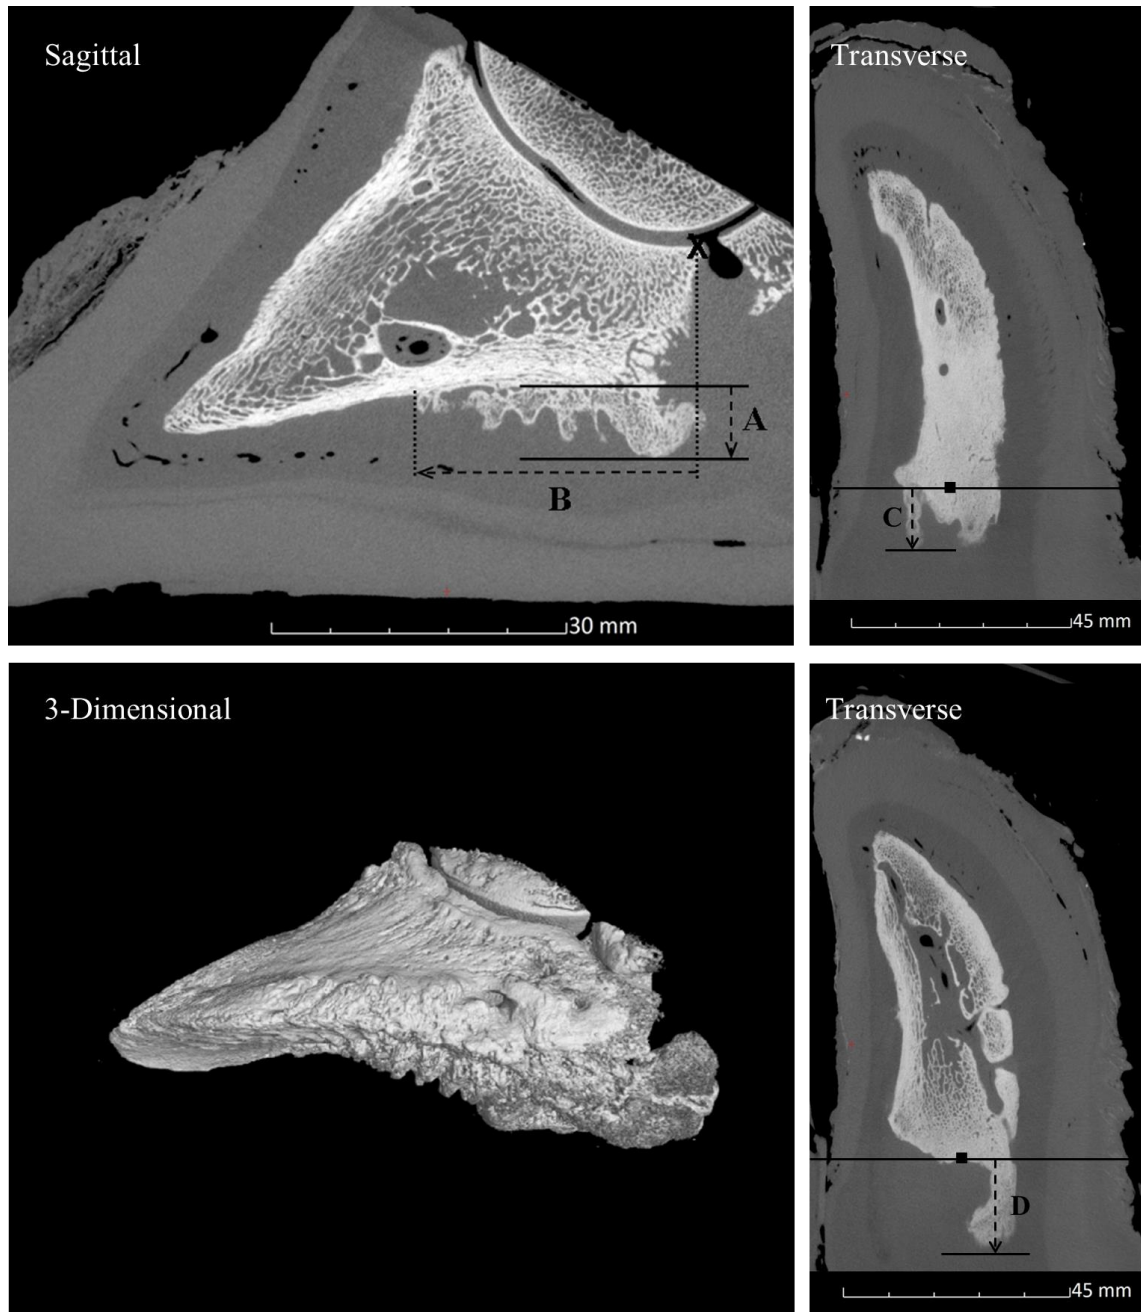 Sagittal
X
A
B
30 mm
Transverse
C
45 mm
3-Dimensional
Transverse
D
45 mm